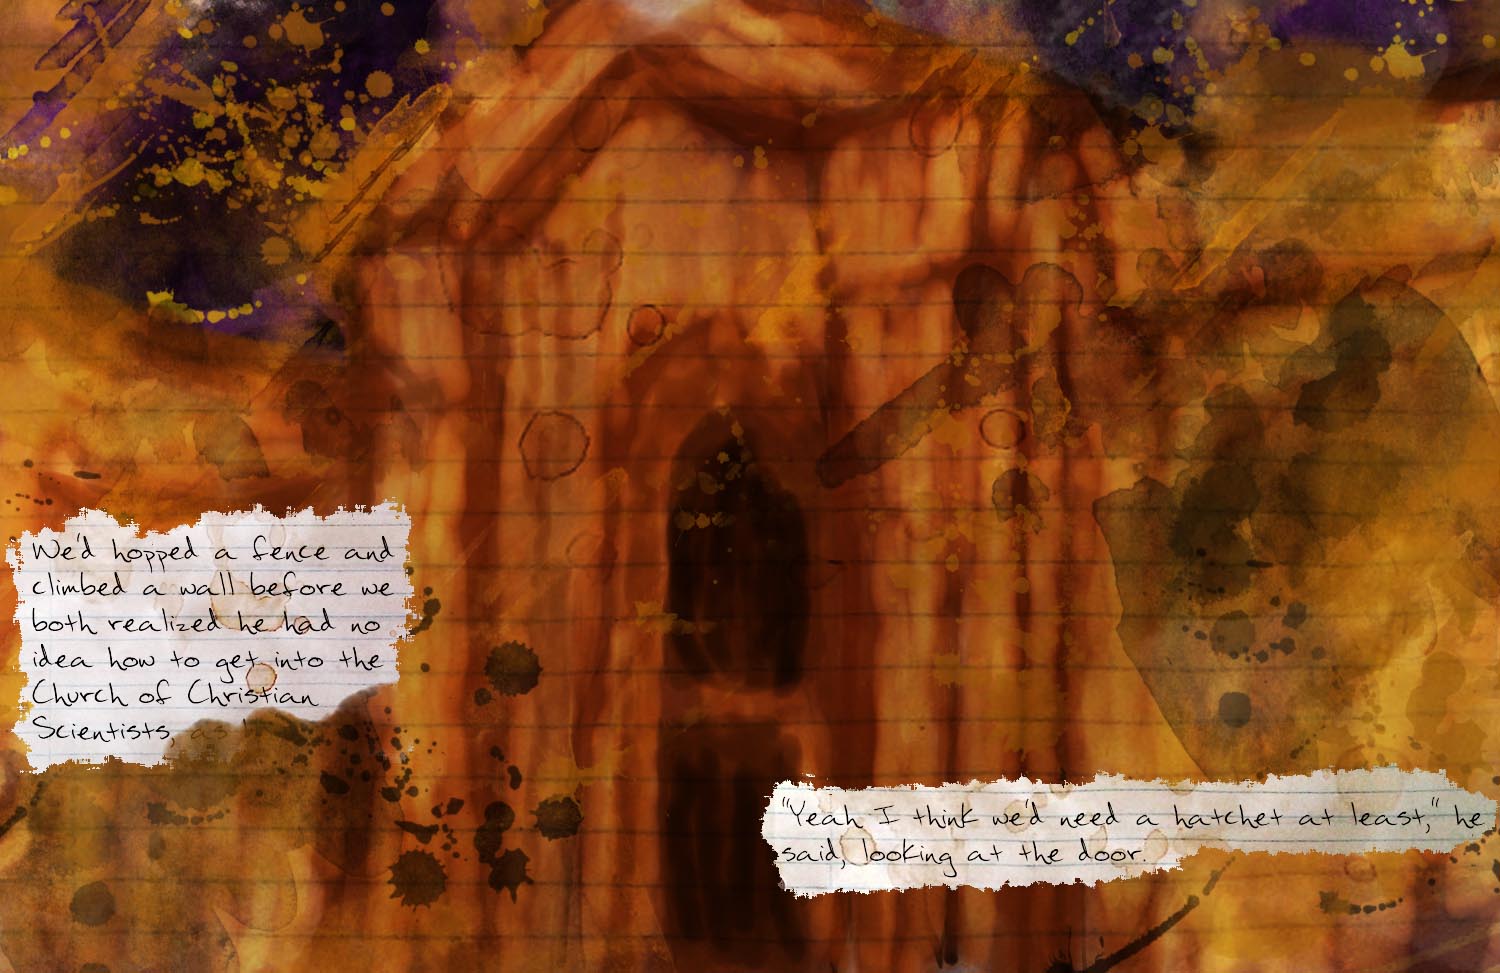 We'd hopped a fence and
climbed a wall before we
both realized he had no
idea how to get into the
Church of Christian
Scientists, as
"Yeah I think we'd need a hatchet at least," he
said, looking at the door.